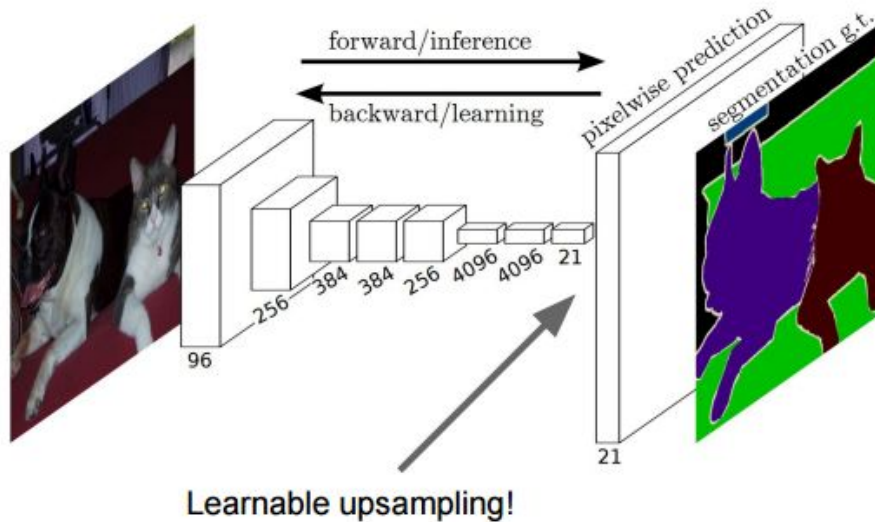 forward/inference
backward/learning
pixelwise prediction
segmentation g.t.
96
256
384
384
256
4096
4096
21
21
Learnable upsampling!